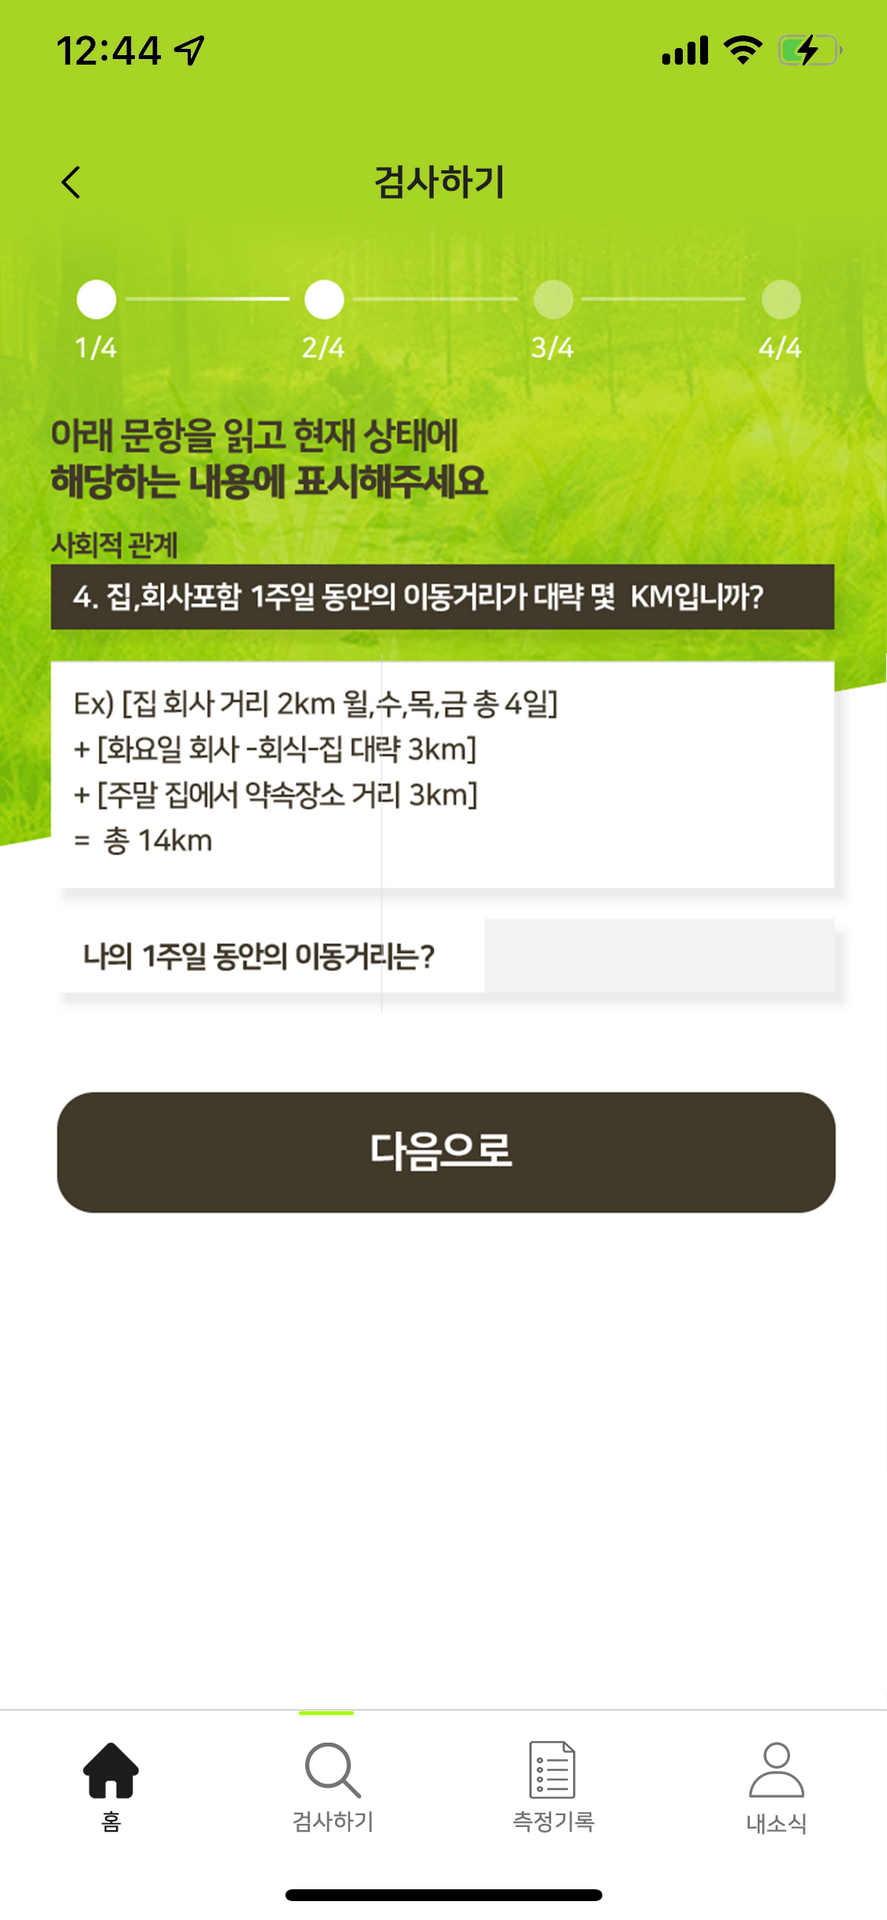 12:44
검사하기
1/4 2/4 3/4 4/4
아래 문항을 읽고 현재 상태에
해당하는 내용에 표시해주세요
사회적 관계
4. 집,회사포함 1주일 동안의 이동거리가 대략 몇 KM입니까?
Ex) [집 회사 거리 2km 월,수,목,금 총 4일]
+ [화요일 회사 -회식-집 대략 3km]
+ [주말 집에서 약속장소 거리 3km]
= 총 14km
나의 1주일 동안의 이동거리는?
다음으로
홈 검사하기 측정기록 내소식